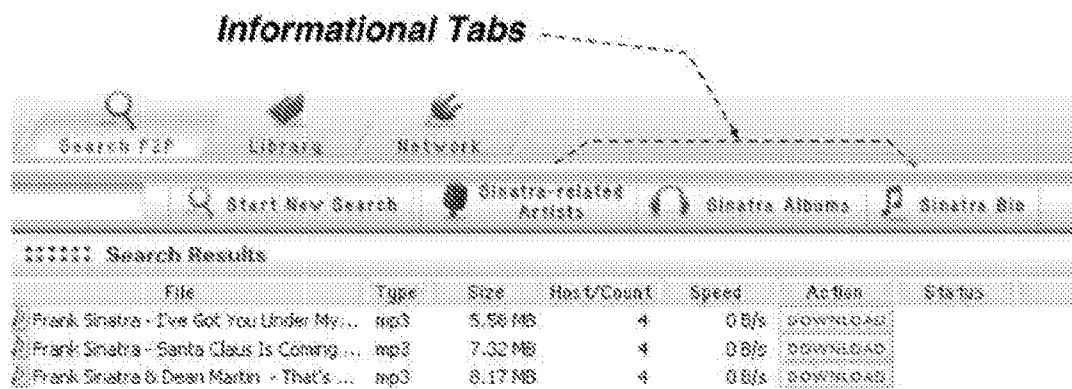 Informational Tabs
Search P2P Library Network
Start New Search Sinatra-related Artists Sinatra Albums Sinatra Bio
Search Results
File Type Size Host/Count Speed Action Status
Frank Sinatra - I've Got You Under My... mp3 5.56 MB 4 0 B/s DOWNLOAD
Frank Sinatra - Santa Claus Is Coming ... mp3 7.32 MB 4 0 B/s DOWNLOAD
Frank Sinatra & Dean Martin - That's ... mp3 8.17 MB 4 0 B/s DOWNLOAD